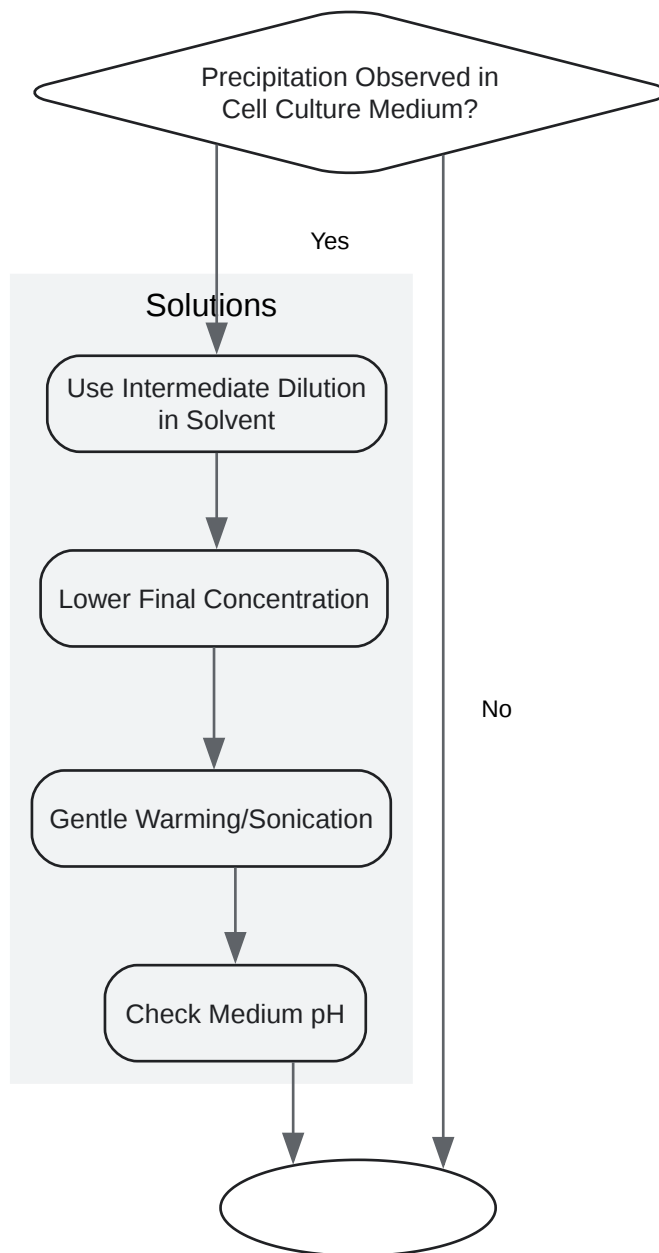 Precipitation Observed in
Cell Culture Medium?
Yes
Solutions
Use Intermediate Dilution
in Solvent
Lower Final Concentration
No
Gentle Warming/Sonication
Check Medium pH